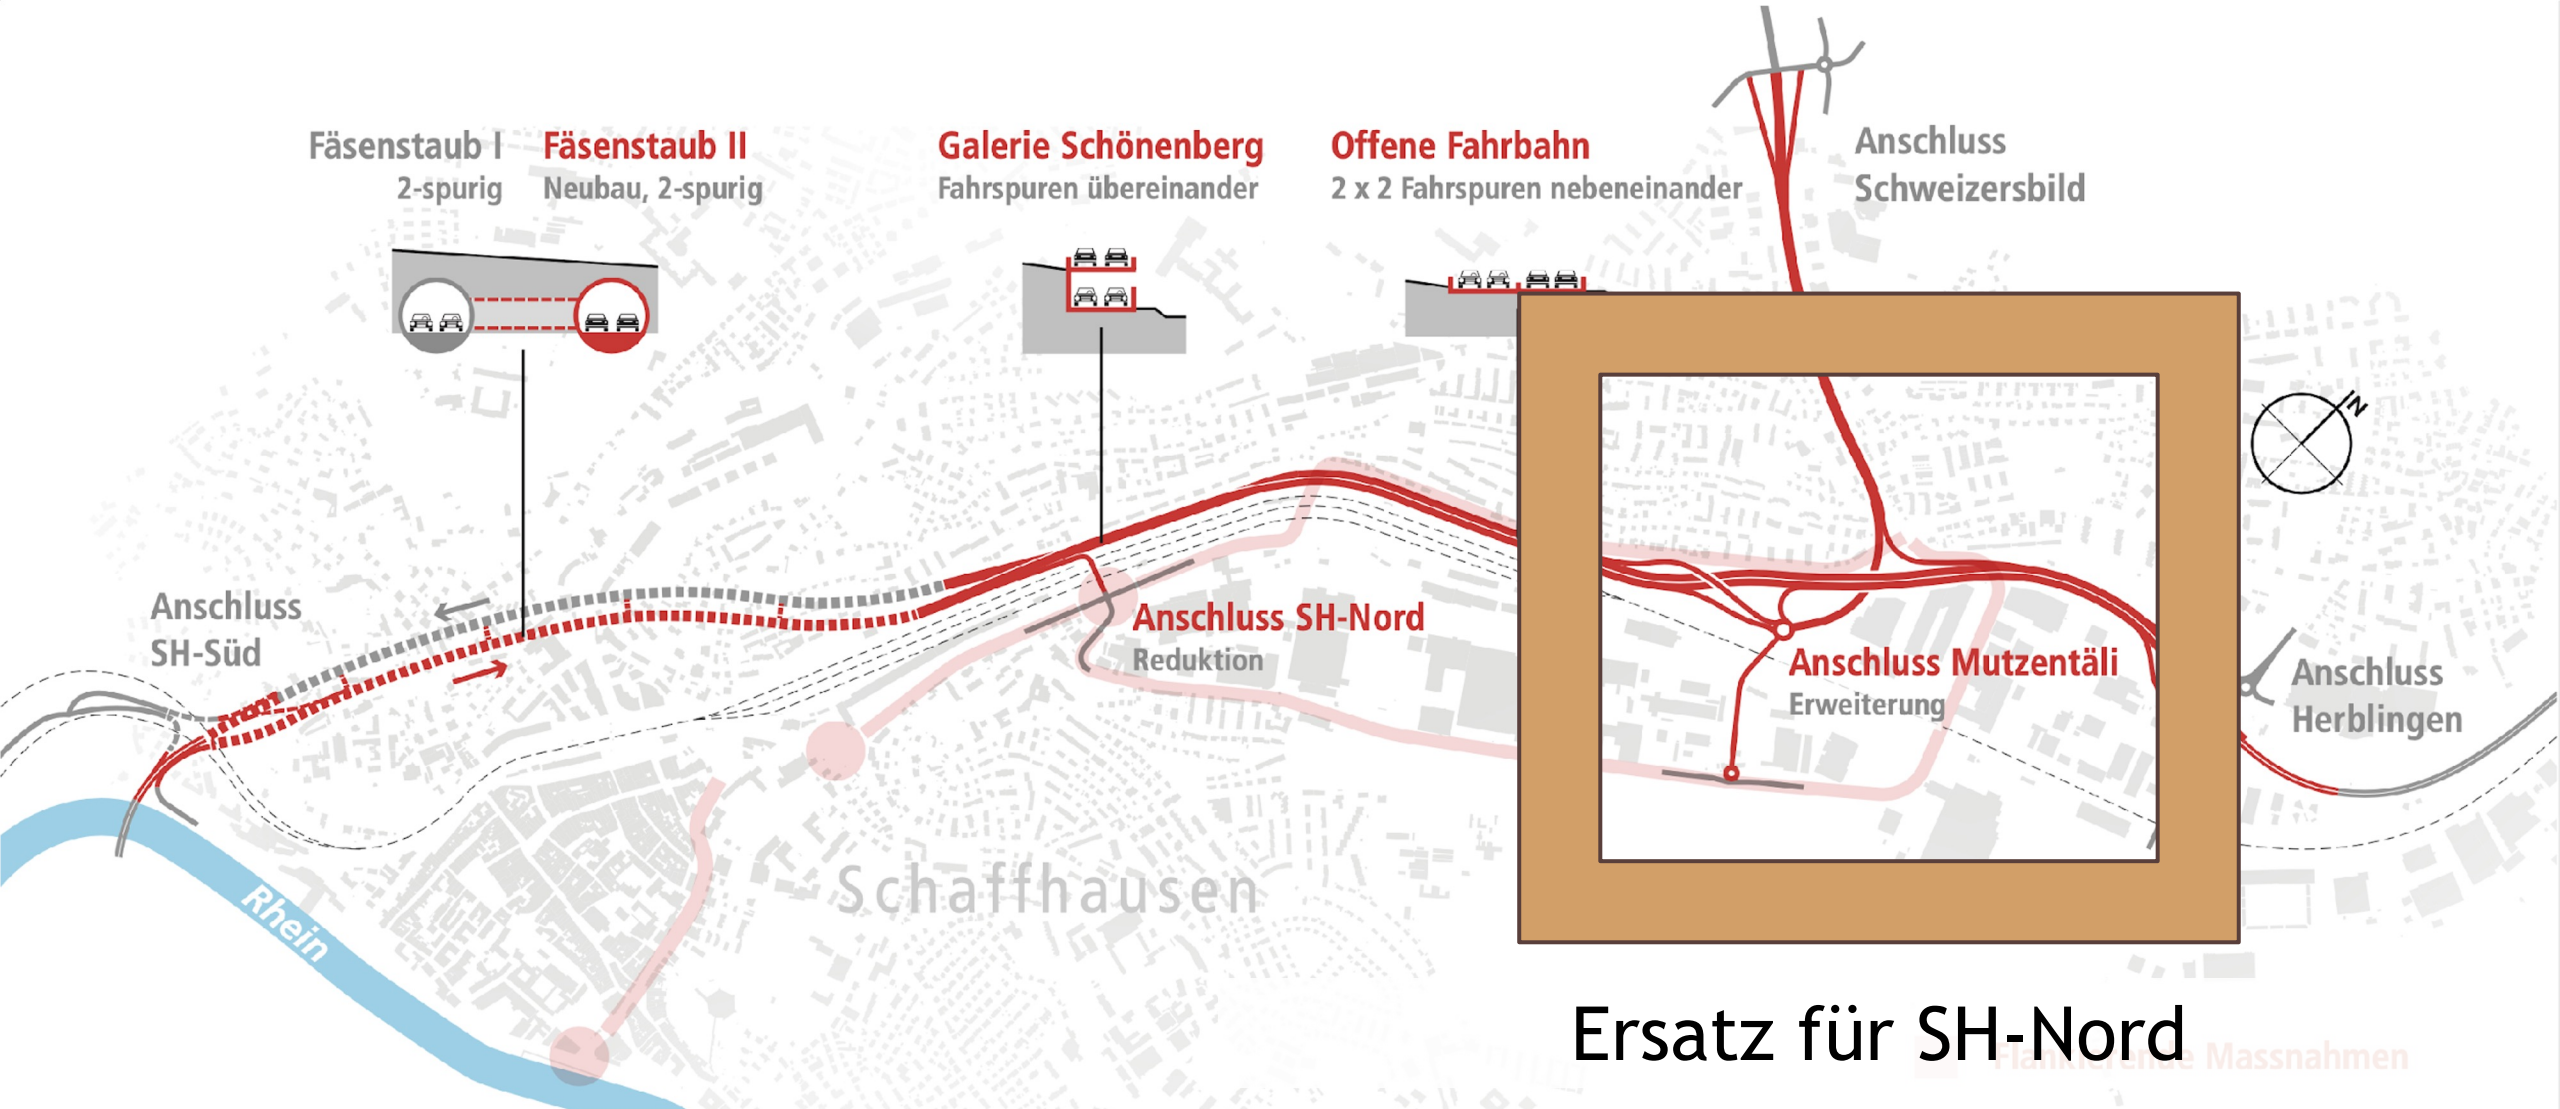 Fäsenstaub I
2-spurig
Fäsenstaub II
Neubau, 2-spurig
Galerie Schönenberg
Fahrspuren übereinander
Offene Fahrbahn
2 x 2 Fahrspuren nebeneinander
Anschluss
Schweizersbild
N
Anschluss
SH-Süd
Anschluss SH-Nord
Reduktion
Anschluss Mutzentäli
Erweiterung
Anschluss
Herblingen
Schaffhausen
Rhein
Ersatz für SH-Nord
Flankierende Massnahmen